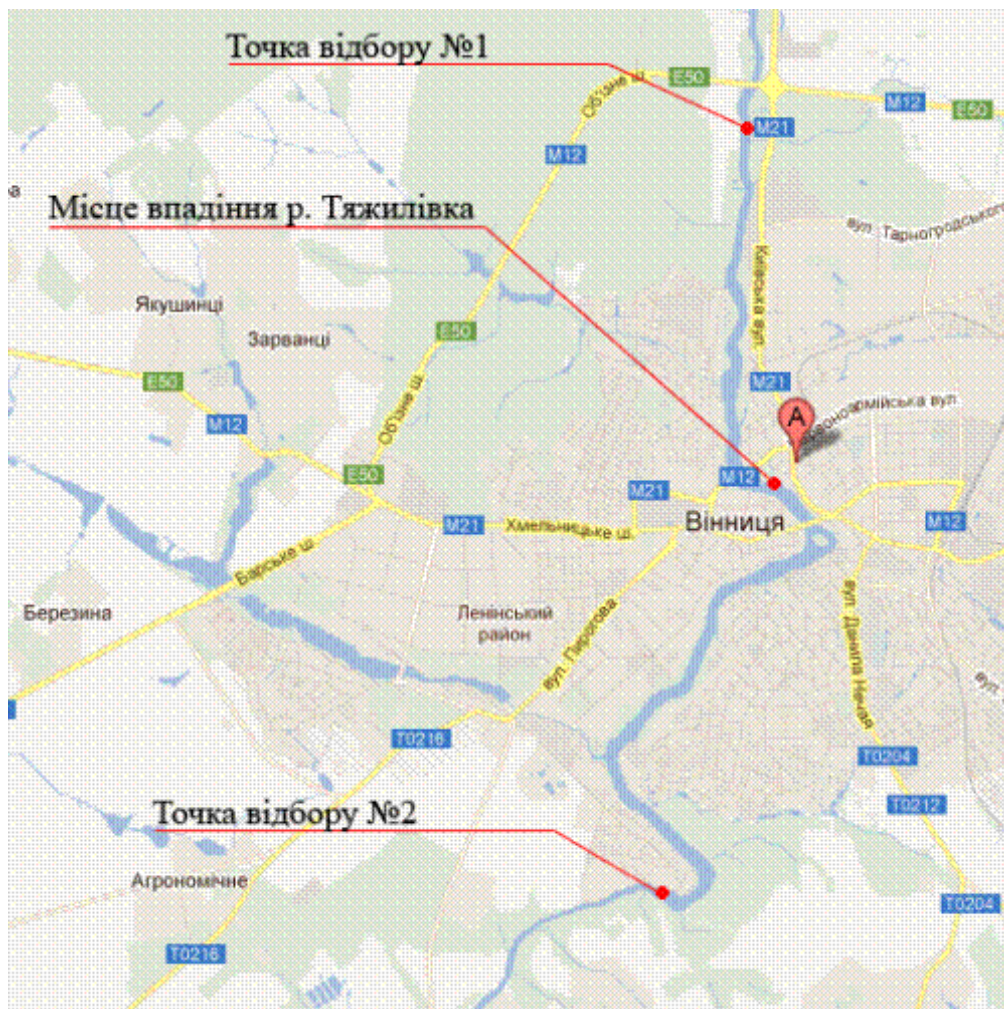 Точка відбору №1
Об'їзне ш.
E50
M12
E50
M21
M12
Місце впадіння р. Тяжилівка
вул. Тарногродського
Київська вул.
Якушинці
Зарванці
E50
Об'їзне ш.
E50
M21
M12
A
E50
M12
M21
Вінниця
M21
Хмельницьке ш.
M12
Барське ш.
Березина
Ленінський
район
вул. Пирогова
вул. Данила Нечая
вул.
T0216
T0204
T0212
Точка відбору №2
Агрономічне
T0204
T0216